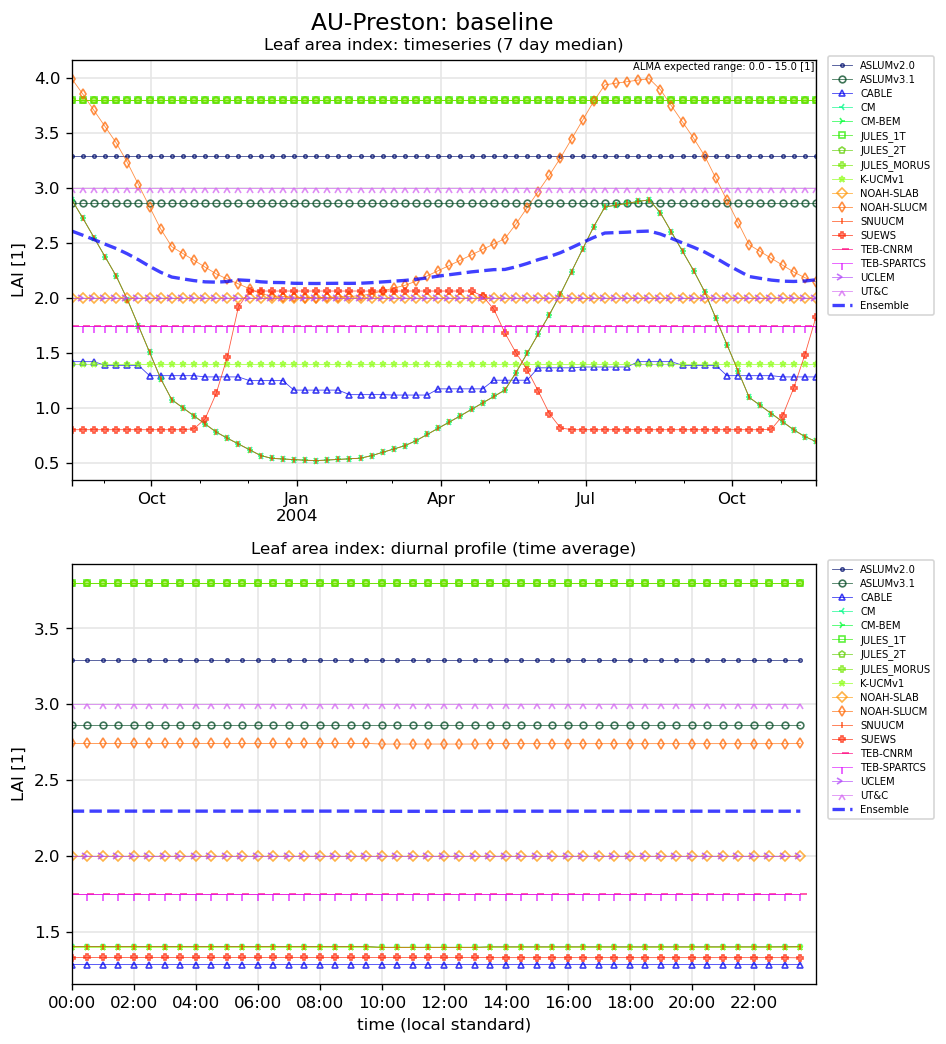 AU-Preston: baseline
Leaf area index: timeseries (7 day median)
ALMA expected range: 0.0 - 15.0 [1]
LAI [1]
4.0
3.5
3.0
2.5
2.0
1.5
1.0
0.5
Oct
Jan
2004
Apr
Jul
Oct
ASLUMv2.0
ASLUMv3.1
CABLE
CM
CM-BEM
JULES_1T
JULES_2T
JULES_MORUS
K-UCMv1
NOAH-SLAB
NOAH-SLUCM
SNUUCM
SUEWS
TEB-CNRM
TEB-SPARTCS
UCLEM
UT&C
Ensemble
Leaf area index: diurnal profile (time average)
LAI [1]
3.5
3.0
2.5
2.0
1.5
00:00 02:00 04:00 06:00 08:00 10:00 12:00 14:00 16:00 18:00 20:00 22:00
time (local standard)
ASLUMv2.0
ASLUMv3.1
CABLE
CM
CM-BEM
JULES_1T
JULES_2T
JULES_MORUS
K-UCMv1
NOAH-SLAB
NOAH-SLUCM
SNUUCM
SUEWS
TEB-CNRM
TEB-SPARTCS
UCLEM
UT&C
Ensemble